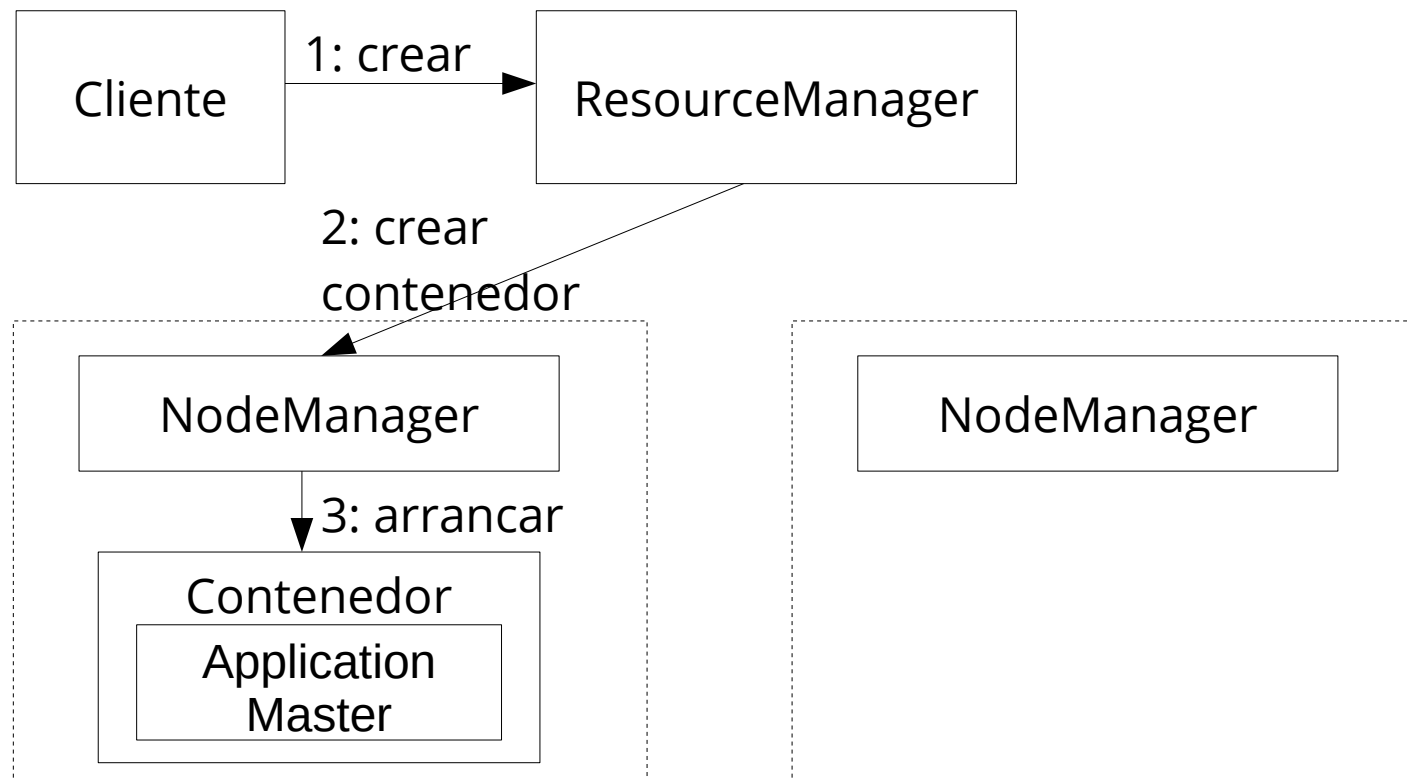 1: crear
Cliente
ResourceManager
2: crear
contenedor
NodeManager
NodeManager
3: arrancar
Contenedor
Application
Master